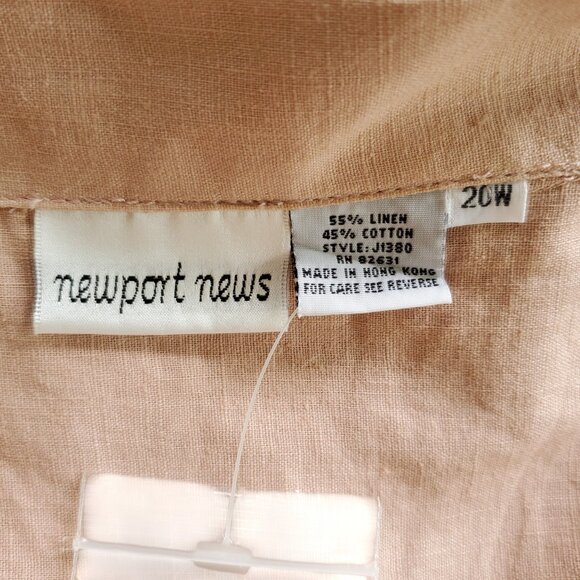 newport news
55% LINEN
45% COTTON
STYLE: J1380
RN 82631
MADE IN HONG KONG
FOR CARE SEE REVERSE
20W